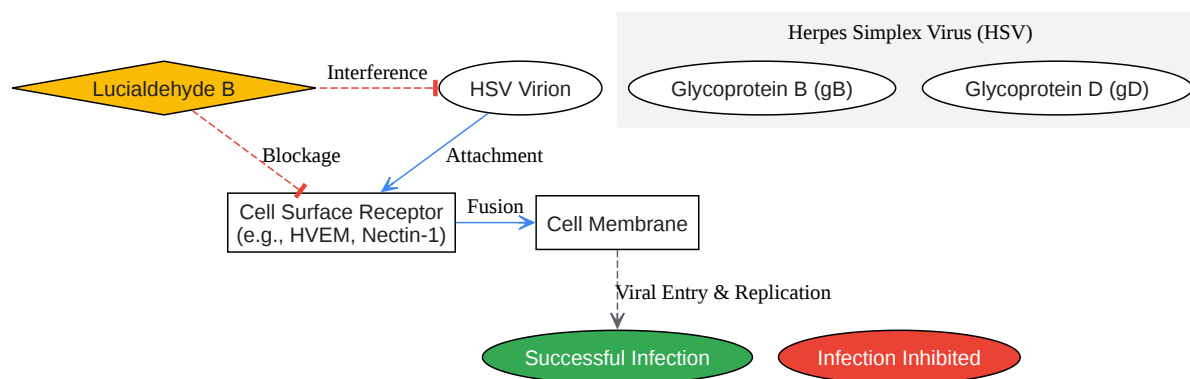 Herpes Simplex Virus (HSV)
Lucialdehyde B
Interference
HSV Virion
Glycoprotein B (gB)
Glycoprotein D (gD)
Blockage
Attachment
Cell Surface Receptor
(e.g., HVEM, Nectin-1)
Fusion
Cell Membrane
Viral Entry & Replication
Successful Infection
Infection Inhibited